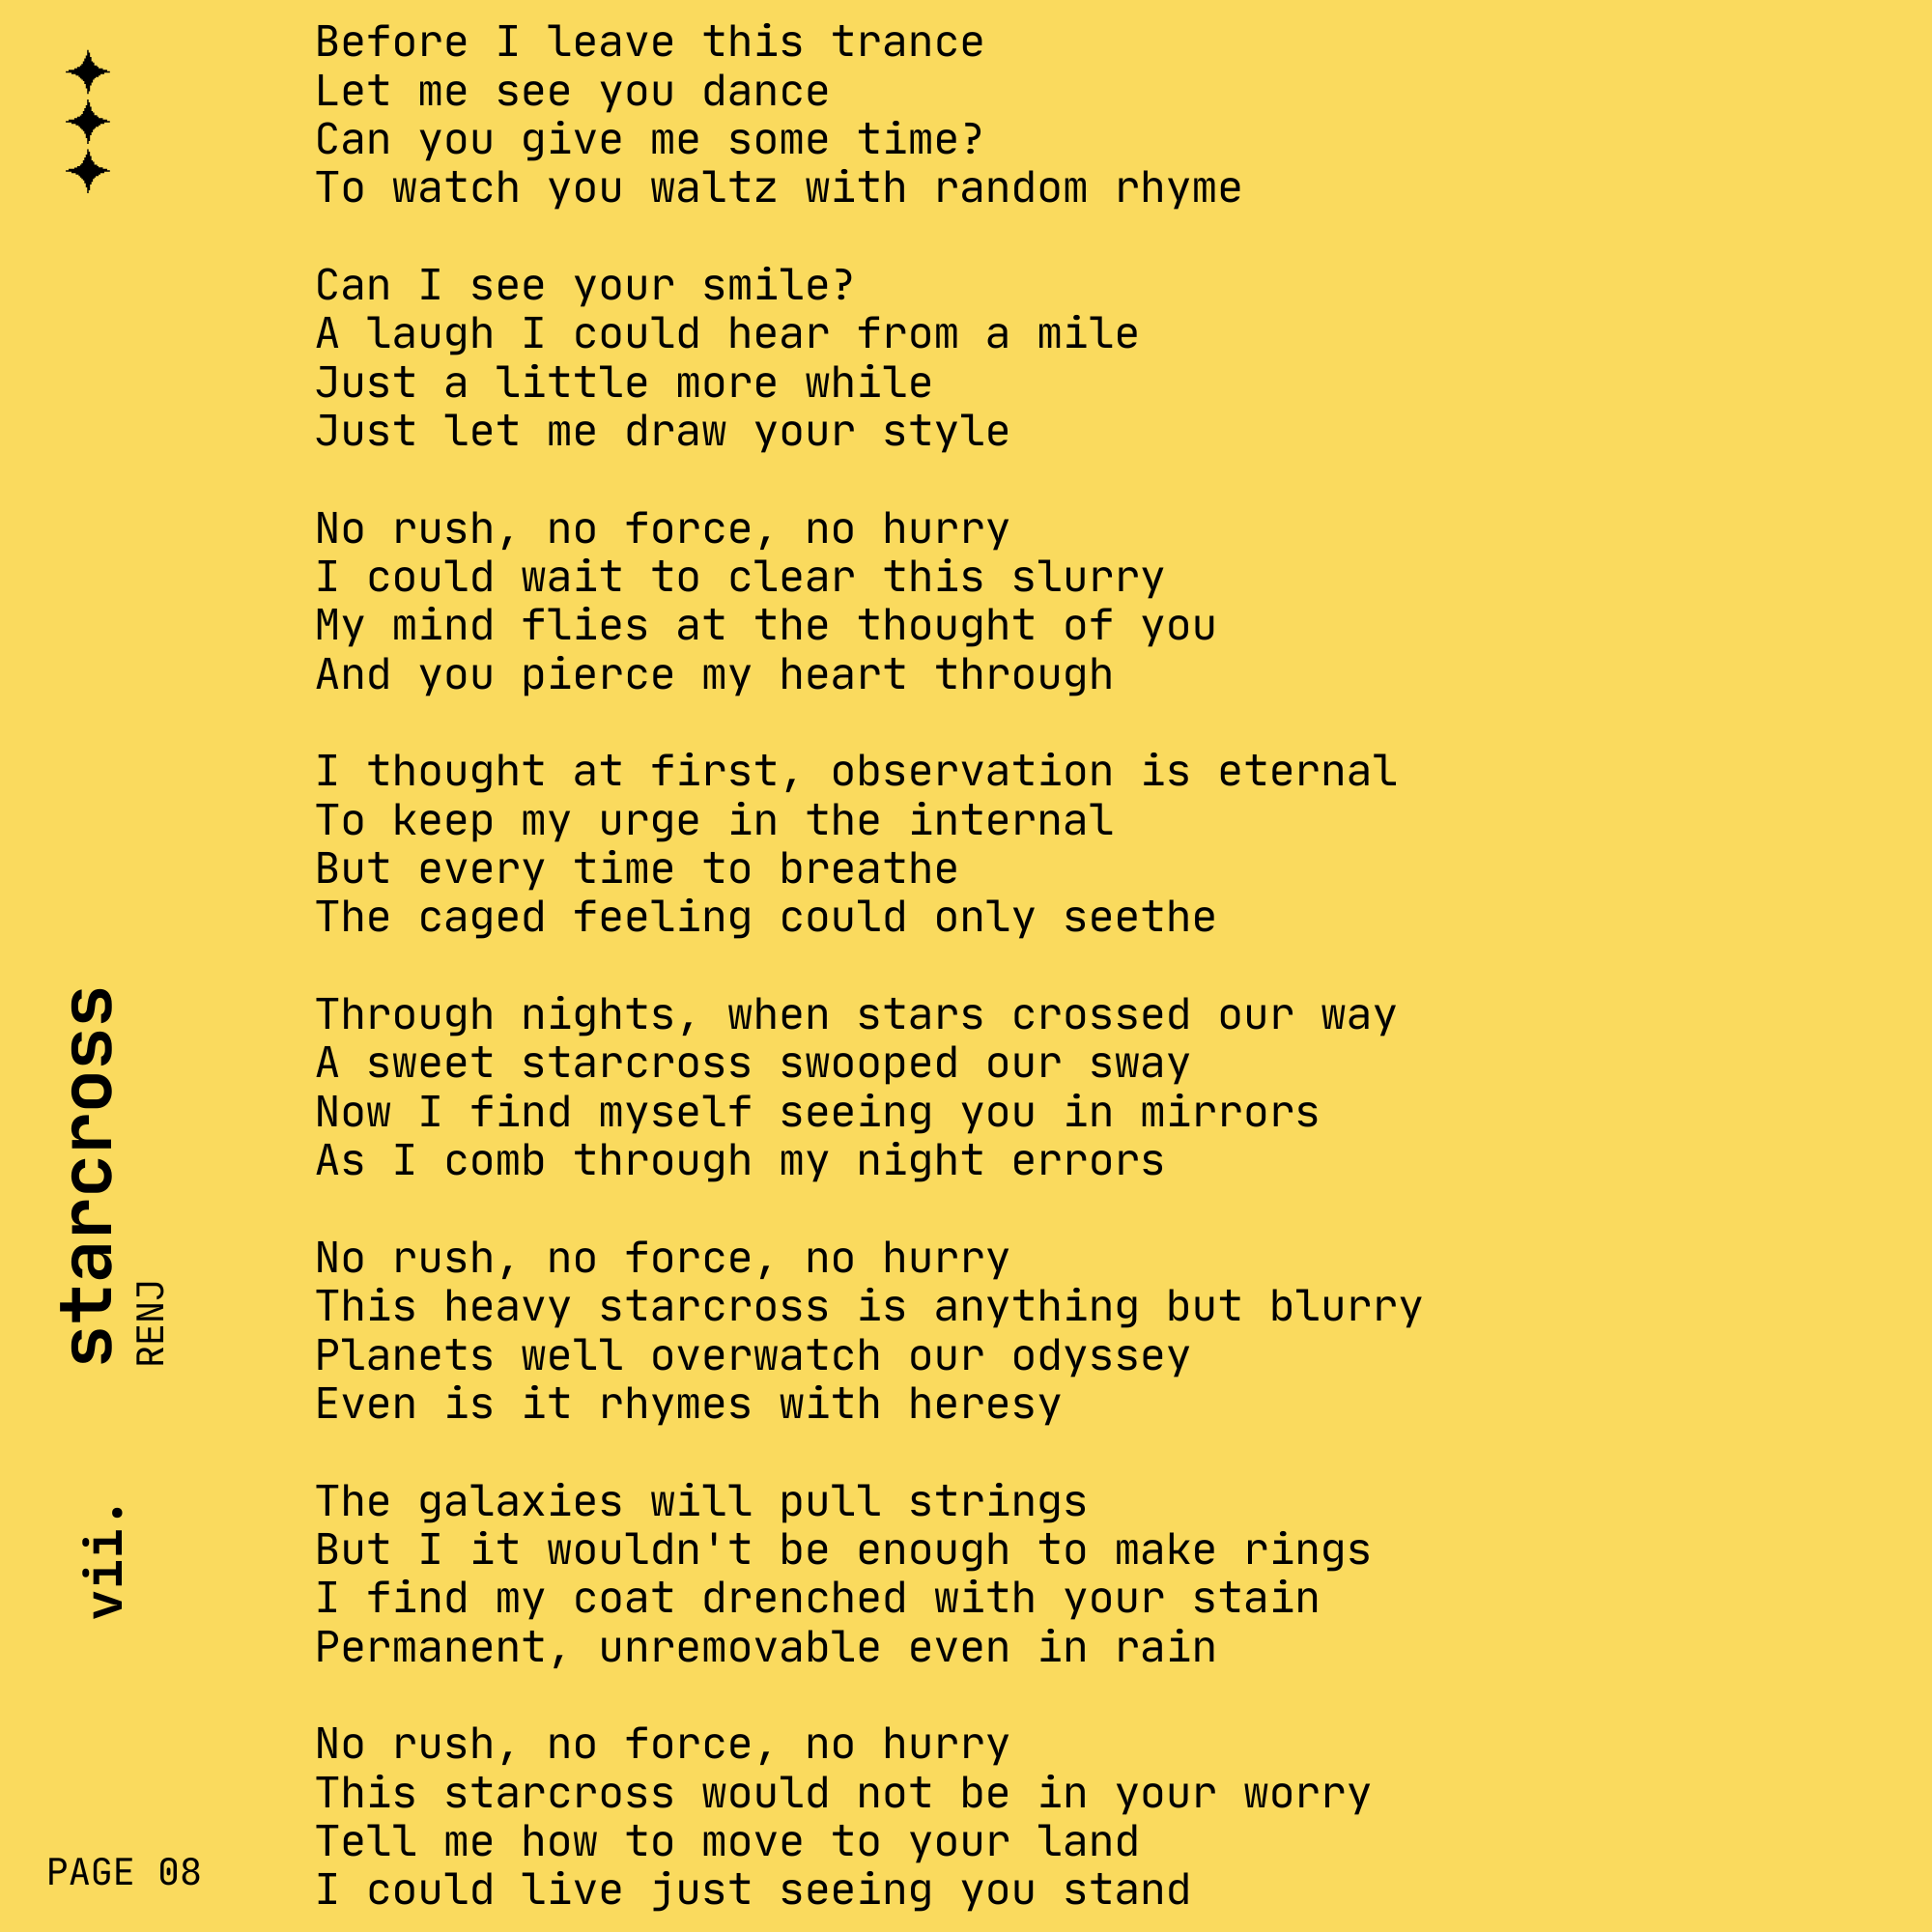 Before I leave this trance
Let me see you dance
Can you give me some time?
To watch you waltz with random rhyme

Can I see your smile?
A laugh I could hear from a mile
Just a little more while
Just let me draw your style

No rush, no force, no hurry
I could wait to clear this slurry
My mind flies at the thought of you
And you pierce my heart through

I thought at first, observation is eternal
To keep my urge in the internal
But every time to breathe
The caged feeling could only seethe

Through nights, when stars crossed our way
A sweet starcross swooped our sway
Now I find myself seeing you in mirrors
As I comb through my night errors

No rush, no force, no hurry
This heavy starcross is anything but blurry
Planets well overwatch our odyssey
Even is it rhymes with heresy

The galaxies will pull strings
But I it wouldn't be enough to make rings
I find my coat drenched with your stain
Permanent, unremovable even in rain

No rush, no force, no hurry
This starcross would not be in your worry
Tell me how to move to your land
I could live just seeing you stand

vii.
starcross
RENJ
PAGE 08